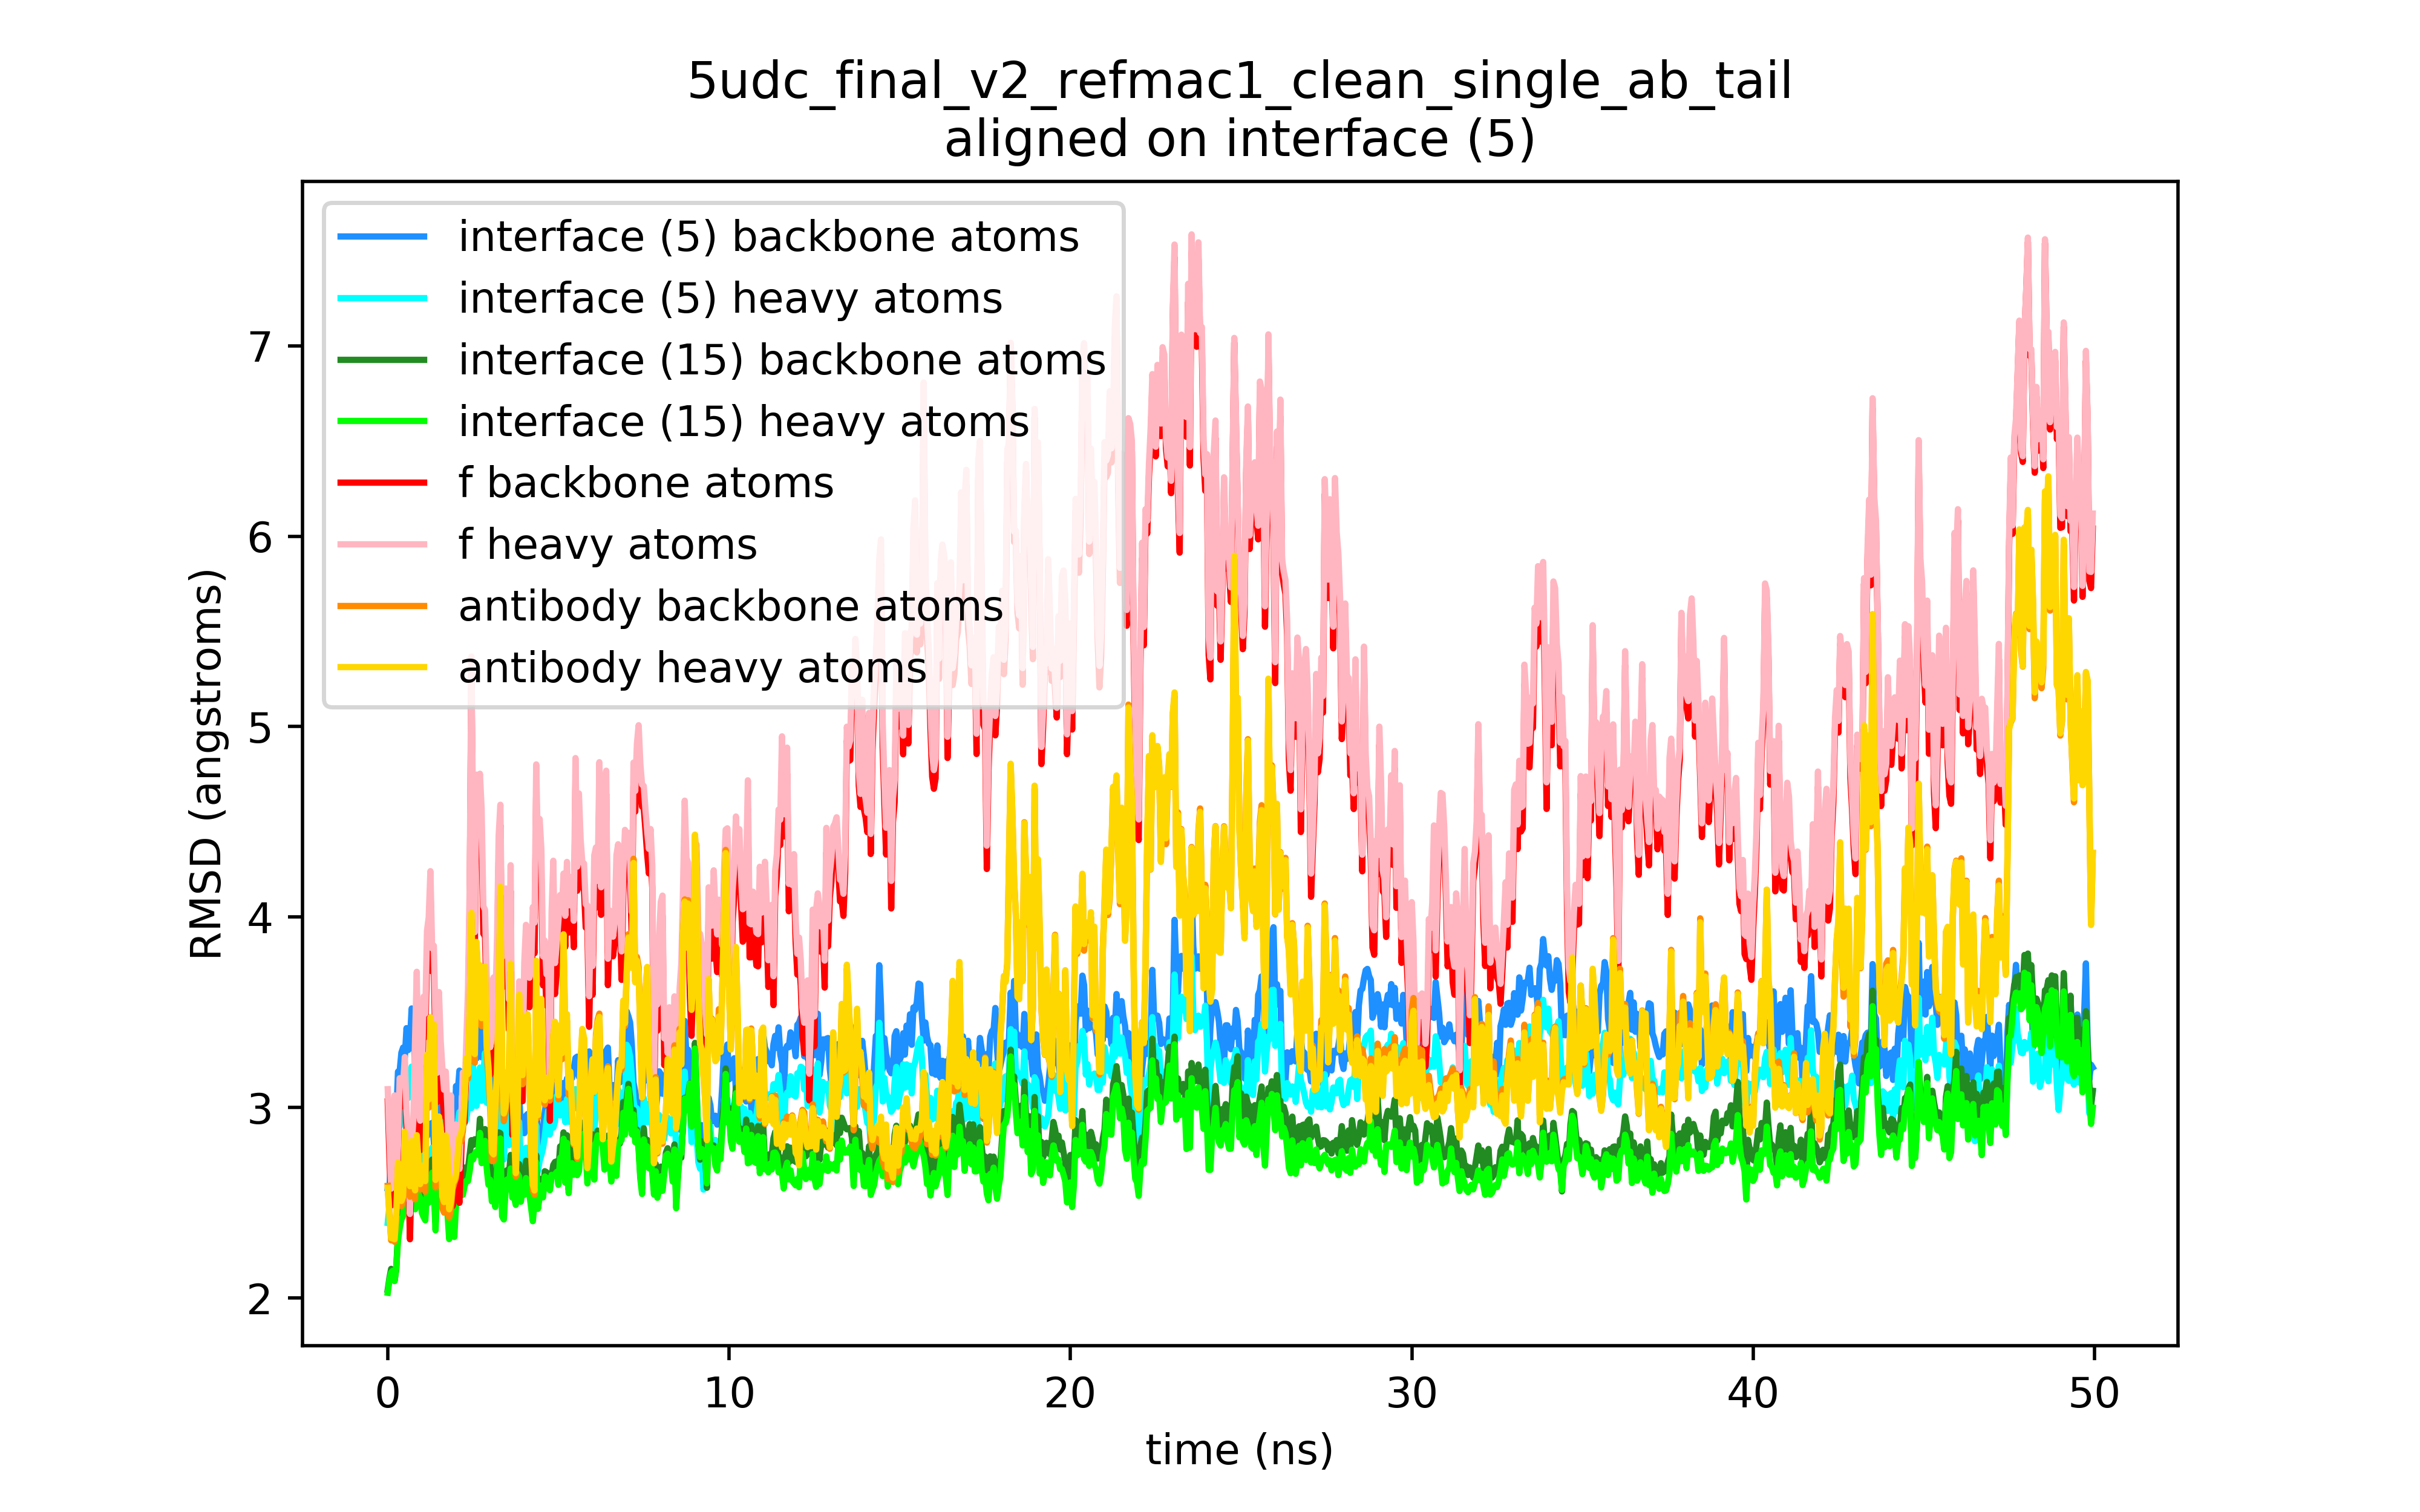 5udc_final_v2_refmac1_clean_single_ab_tail
aligned on interface (5)
interface (5) backbone atoms
interface (5) heavy atoms
interface (15) backbone atoms
interface (15) heavy atoms
f backbone atoms
f heavy atoms
antibody backbone atoms
antibody heavy atoms
RMSD (angstroms)
7
6
5
4
3
2
0 10 20 30 40 50
time (ns)